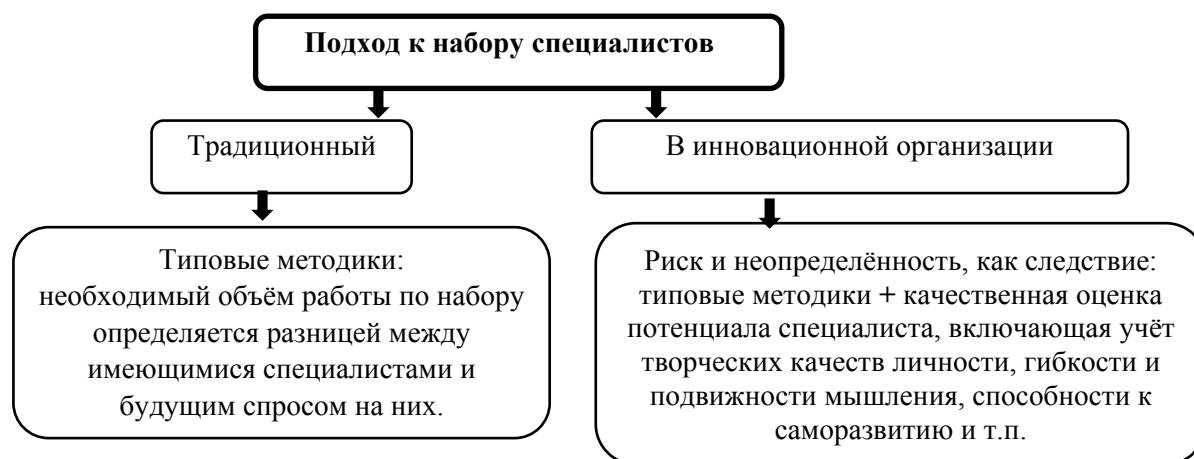 Подход к набору специалистов
Традиционный
В инновационной организации
Типовые методики:
необходимый объём работы по набору
определяется разницей между
имеющимися специалистами и
будущим спросом на них.
Риск и неопределённость, как следствие:
типовые методики + качественная оценка
потенциала специалиста, включающая учёт
творческих качеств личности, гибкости и
подвижности мышления, способности к
саморазвитию и т.п.